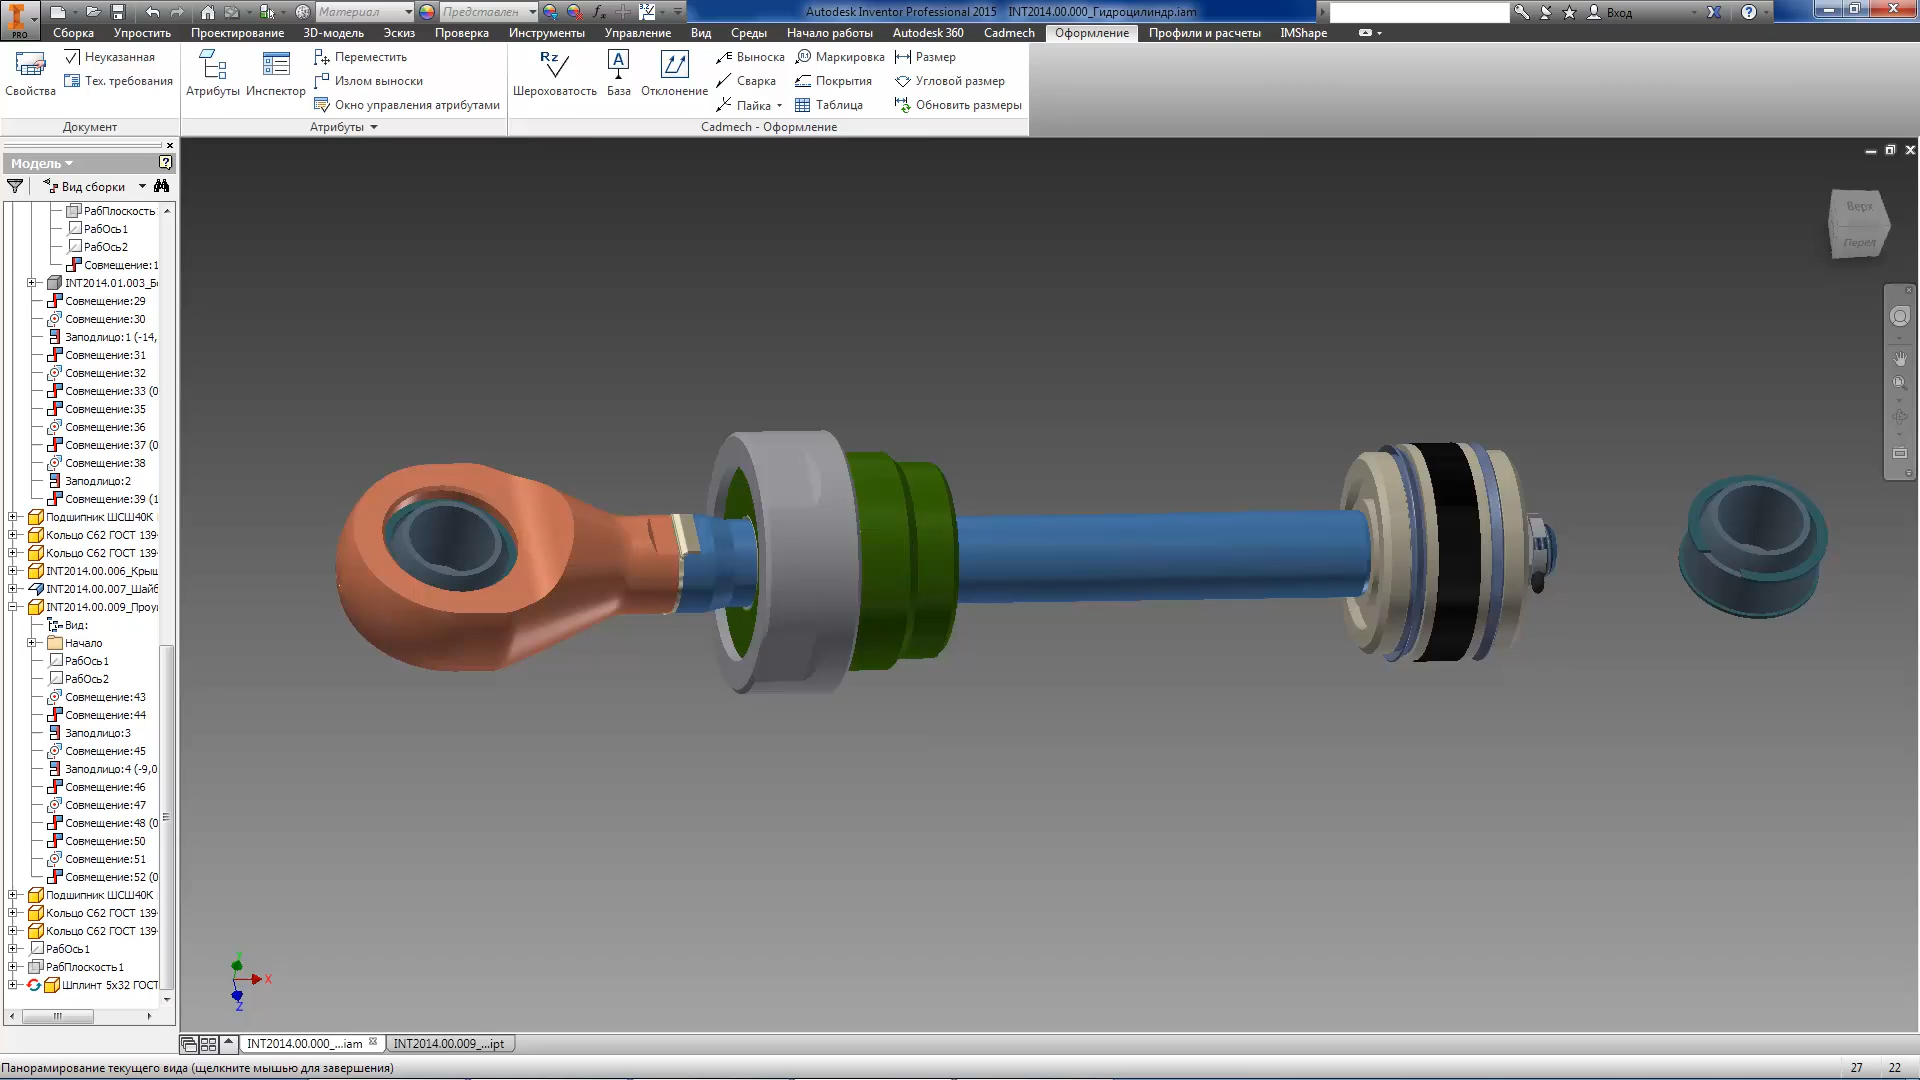 Материал
Представлен
Autodesk Inventor Professional 2015 INT2014.00.000_Гидроцилиндр.iam
Вход
PRO
Сборка Упростить Проектирование 3D-модель Эскиз Проверка Инструменты Управление Вид Среды Начало работы Autodesk 360 Cadmech Оформление Профили и расчеты IMShape
Свойства
Неуказанная
Тех. требования
Документ
Атрибуты
Инспектор
Переместить
Излом выноски
Окно управления атрибутами
Атрибуты
Шероховатость
База
Отклонение
Выноска
Сварка
Пайка
Маркировка
Покрытия
Таблица
Размер
Угловой размер
Обновить размеры
Cadmech - Оформление
Модель
Вид сборки
РабПлоскость
РабОсь1
РабОсь2
Совмещение:1
INT2014.01.003_Б
Совмещение:29
Совмещение:30
Заподлицо:1 (-14,
Совмещение:31
Совмещение:32
Совмещение:33 (0
Совмещение:35
Совмещение:36
Совмещение:37 (0
Совмещение:38
Заподлицо:2
Совмещение:39 (1
Подшипник ШСШ40К
Кольцо С62 ГОСТ 139
Кольцо С62 ГОСТ 139
INT2014.00.006_Крыш
INT2014.00.007_Шайб
INT2014.00.009_Проу
Вид:
Начало
РабОсь1
РабОсь2
Совмещение:43
Совмещение:44
Заподлицо:3
Совмещение:45
Заподлицо:4 (-9,0
Совмещение:46
Совмещение:47
Совмещение:48 (0
Совмещение:50
Совмещение:51
Совмещение:52 (0
Подшипник ШСШ40К
Кольцо С62 ГОСТ 139
Кольцо С62 ГОСТ 139
РабОсь1
РабПлоскость1
Шплинт 5x32 ГОСТ
Верх
Перед
Y
X
Z
INT2014.00.000_...iam
INT2014.00.009_...ipt
Панорамирование текущего вида (щелкните мышью для завершения)
27 22